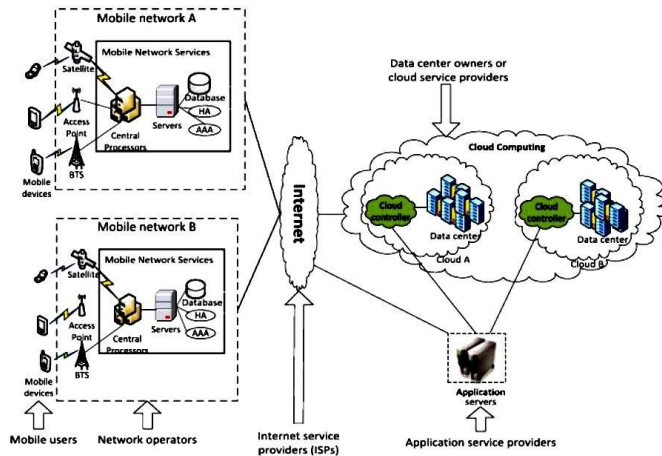 Mobile network A
Mobile Network Services
Satellite
Database
HA
AAA
Access
Point
Central
Processors
Servers
Mobile
devices
BTS
Mobile network B
Mobile Network Services
Satellite
Database
HA
AAA
Access
Point
Central
Processors
Servers
Mobile
devices
BTS
Mobile users
Network operators
Internet
Internet service
providers (ISPs)
Data center owners or
cloud service providers
Cloud Computing
Cloud
controller
Data center
Cloud A
Cloud
controller
Data center
Cloud B
Application
servers
Application service providers